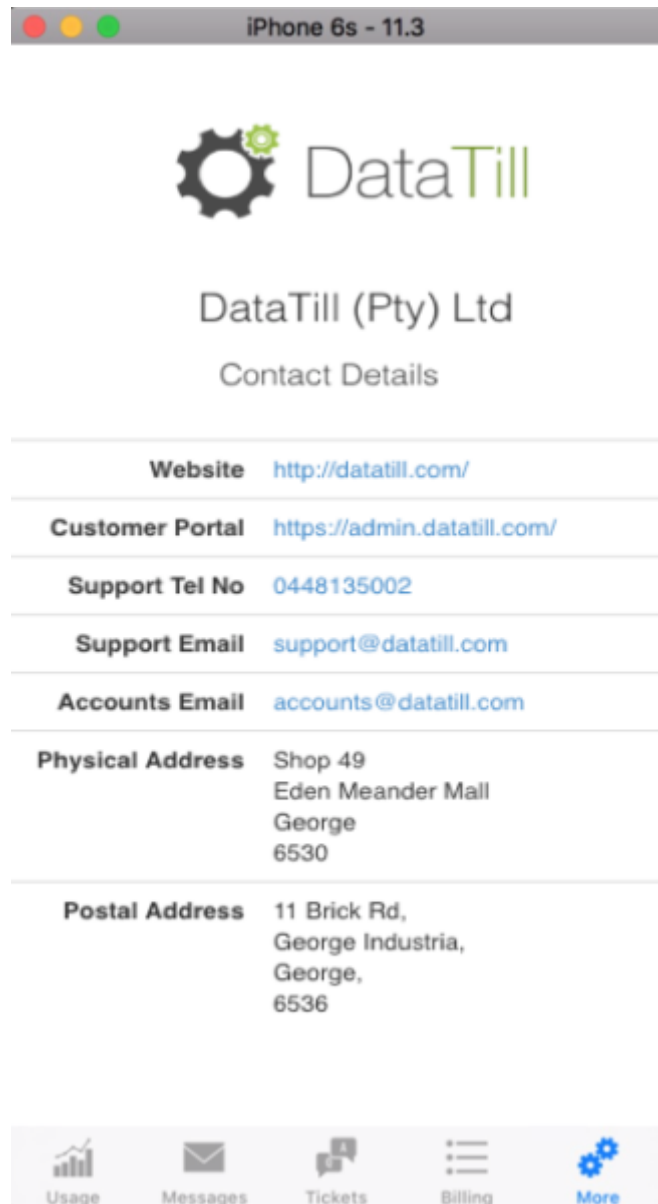 iPhone 6s - 11.3
DataTill
DataTill (Pty) Ltd
Contact Details
Website http://datatill.com/
Customer Portal https://admin.datatill.com/
Support Tel No 0448135002
Support Email support@datatill.com
Accounts Email accounts@datatill.com
Physical Address Shop 49
Eden Meander Mall
George
6530
Postal Address 11 Brick Rd,
George Industria,
George,
6536
Usage Messages Tickets Billing More